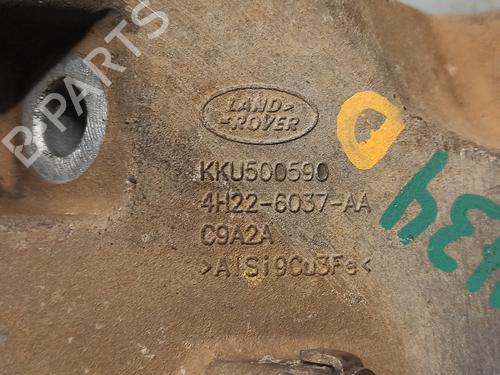 B PARTS
LAND-
-ROVER
KKU500590
4H22-6037-AA
C9A2A
>AlSi9Cu3Fe<